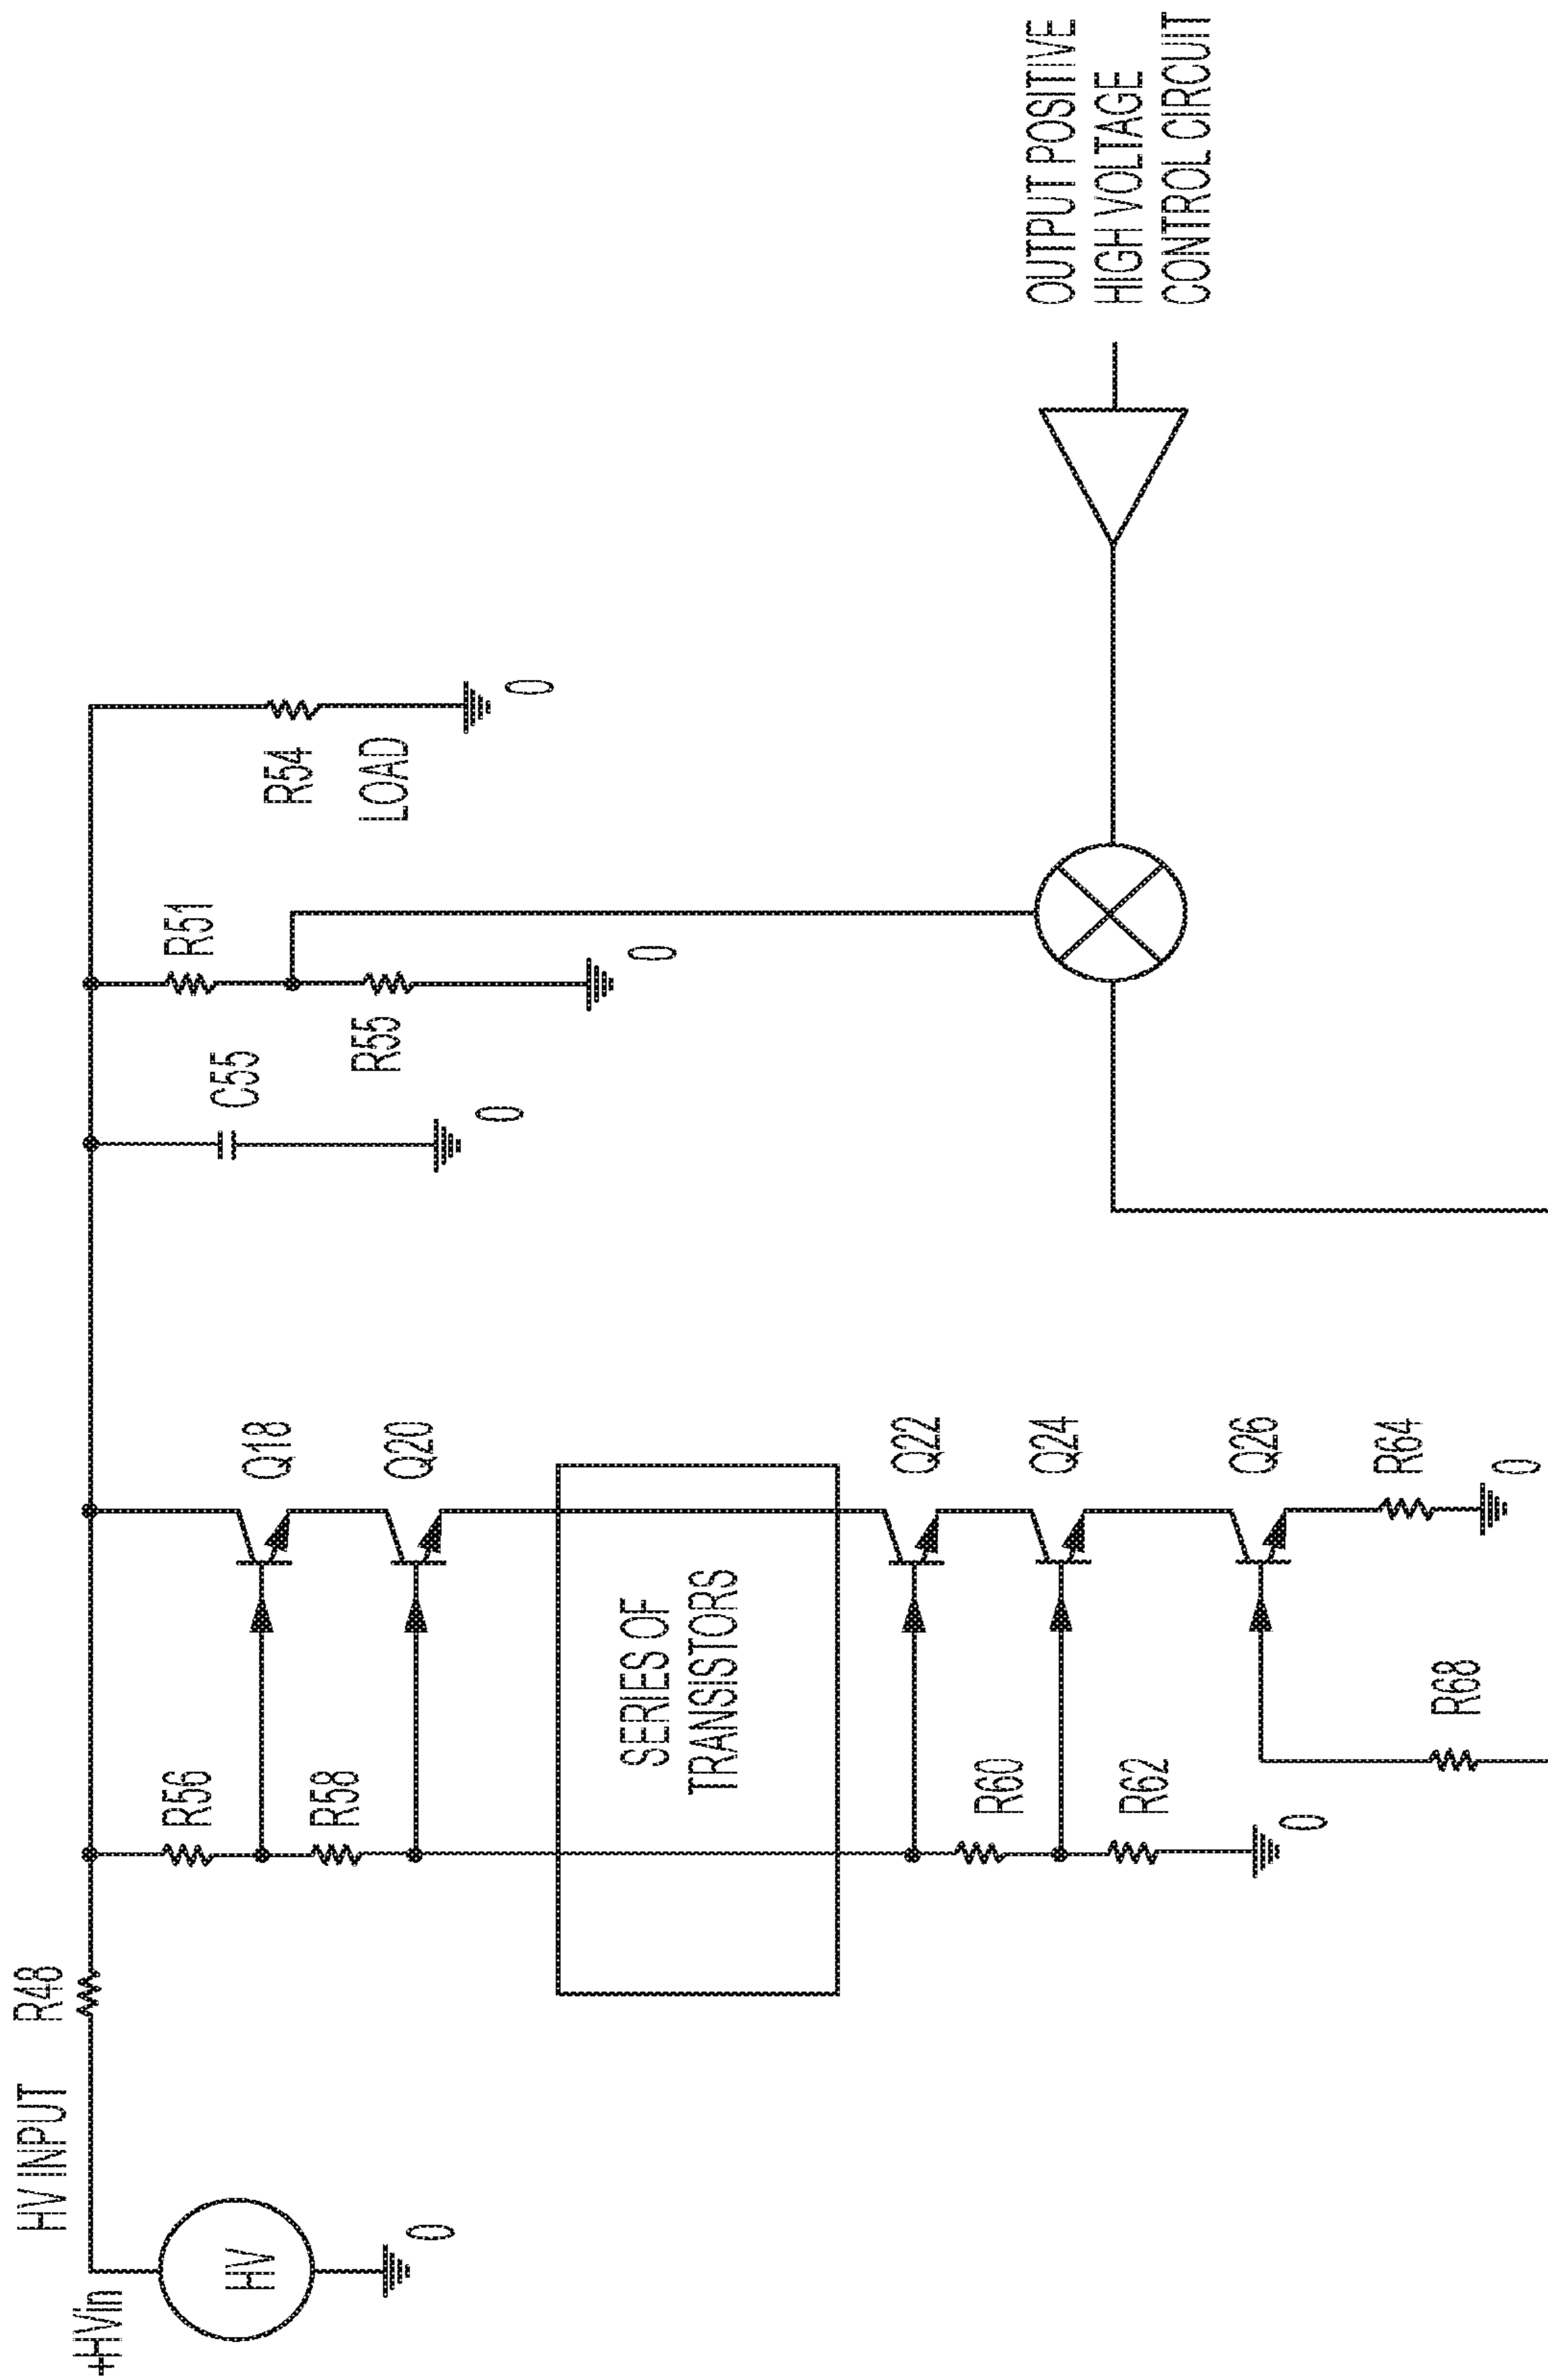 +HVin
HV INPUT
R48
HV
0
R56
R58
Q18
Q20
SERIES OF
TRANSISTORS
Q22
Q24
Q26
R60
R62
0
R68
R64
0
C55
0
R51
R55
0
R54
LOAD
0
OUTPUT POSITIVE
HIGH VOLTAGE
CONTROL CIRCUIT